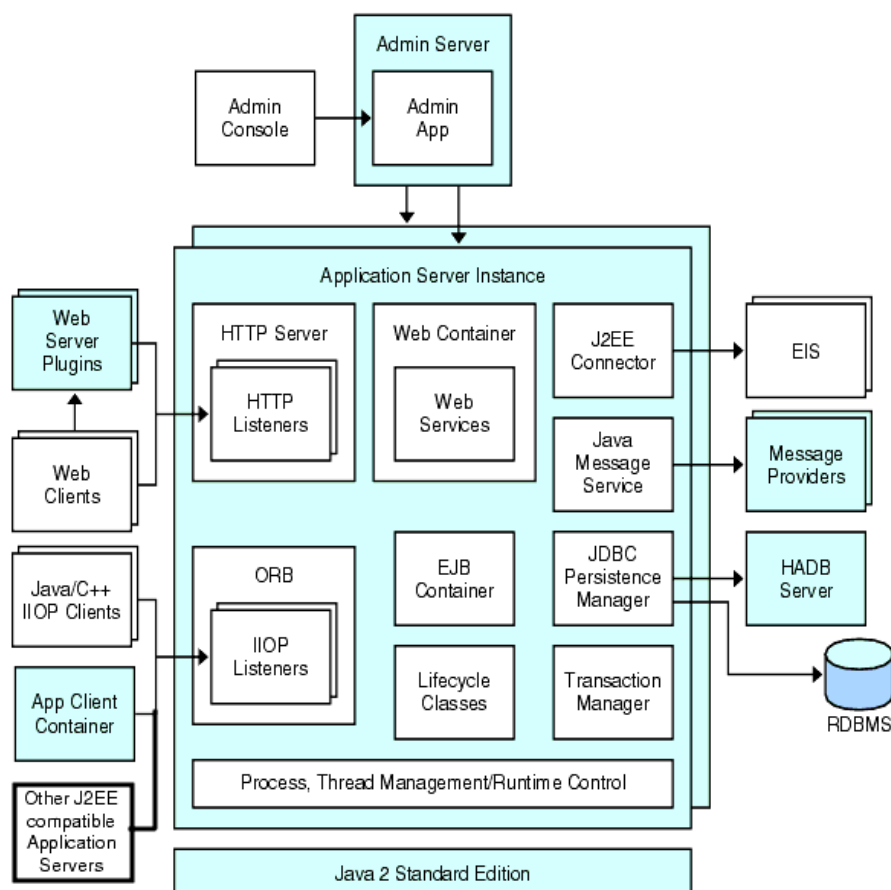 Admin Server
Admin
Console
Admin
App
Application Server Instance
Web
Server
Plugins
HTTP Server
HTTP
Listeners
Web Container
Web
Services
J2EE
Connector
EIS
Web
Clients
Java
Message
Service
Message
Providers
Java/C++
IIOP Clients
ORB
IIOP
Listeners
EJB
Container
JDBC
Persistence
Manager
HADB
Server
App Client
Container
Lifecycle
Classes
Transaction
Manager
RDBMS
Other J2EE
compatible
Application
Servers
Process, Thread Management/Runtime Control
Java 2 Standard Edition